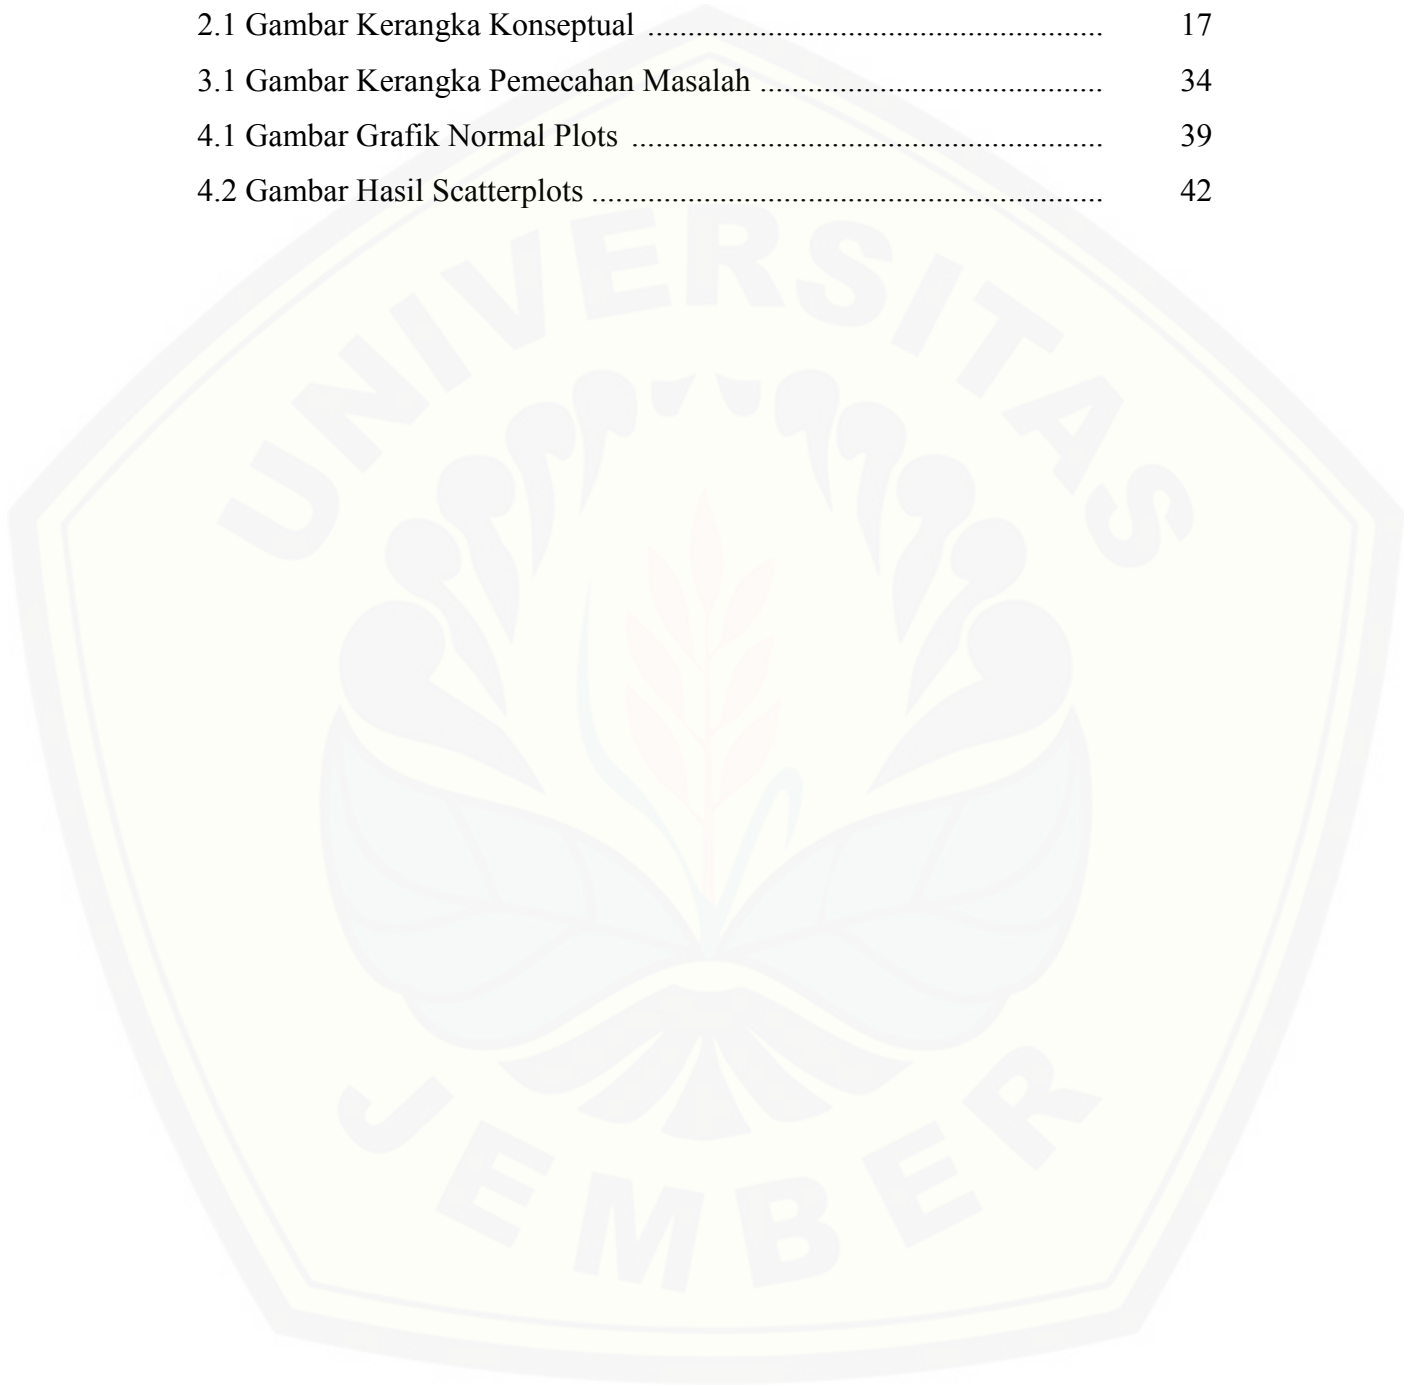 2.1 Gambar Kerangka Konseptual ........................................................ 17
3.1 Gambar Kerangka Pemecahan Masalah .......................................... 34
4.1 Gambar Grafik Normal Plots .......................................................... 39
4.2 Gambar Hasil Scatterplots ............................................................... 42
UNIVERSITAS
JEMBER